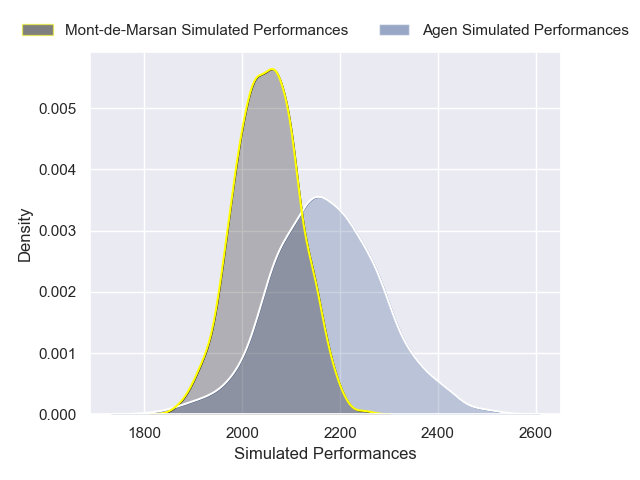 Mont-de-Marsan Simulated Performances Agen Simulated Performances
0.005
0.004
0.003
0.002
0.001
0.000
Density
1800 2000 2200 2400 2600
Simulated Performances